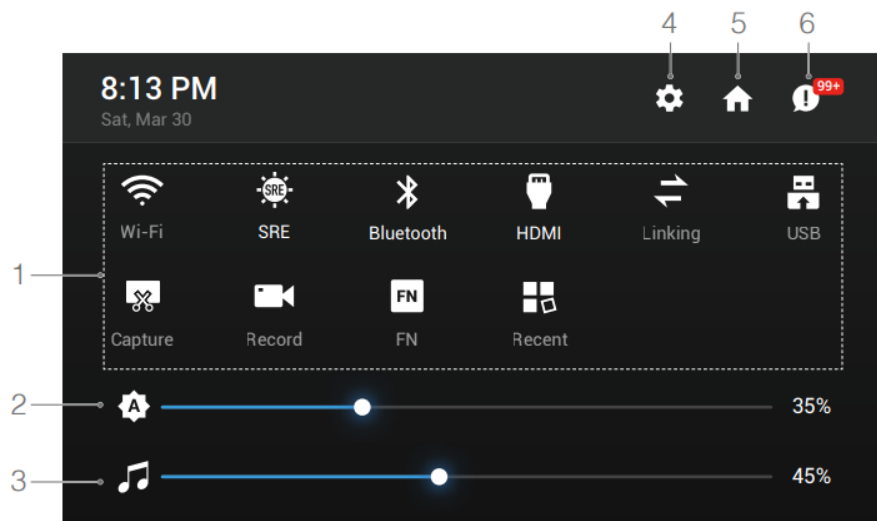 4 5 6
8:13 PM
99+
Sat, Mar 30
SRE
Wi-Fi SRE Bluetooth HDMI Linking USB
1
FN
Capture Record FN Recent
2 A 35%
3 45%